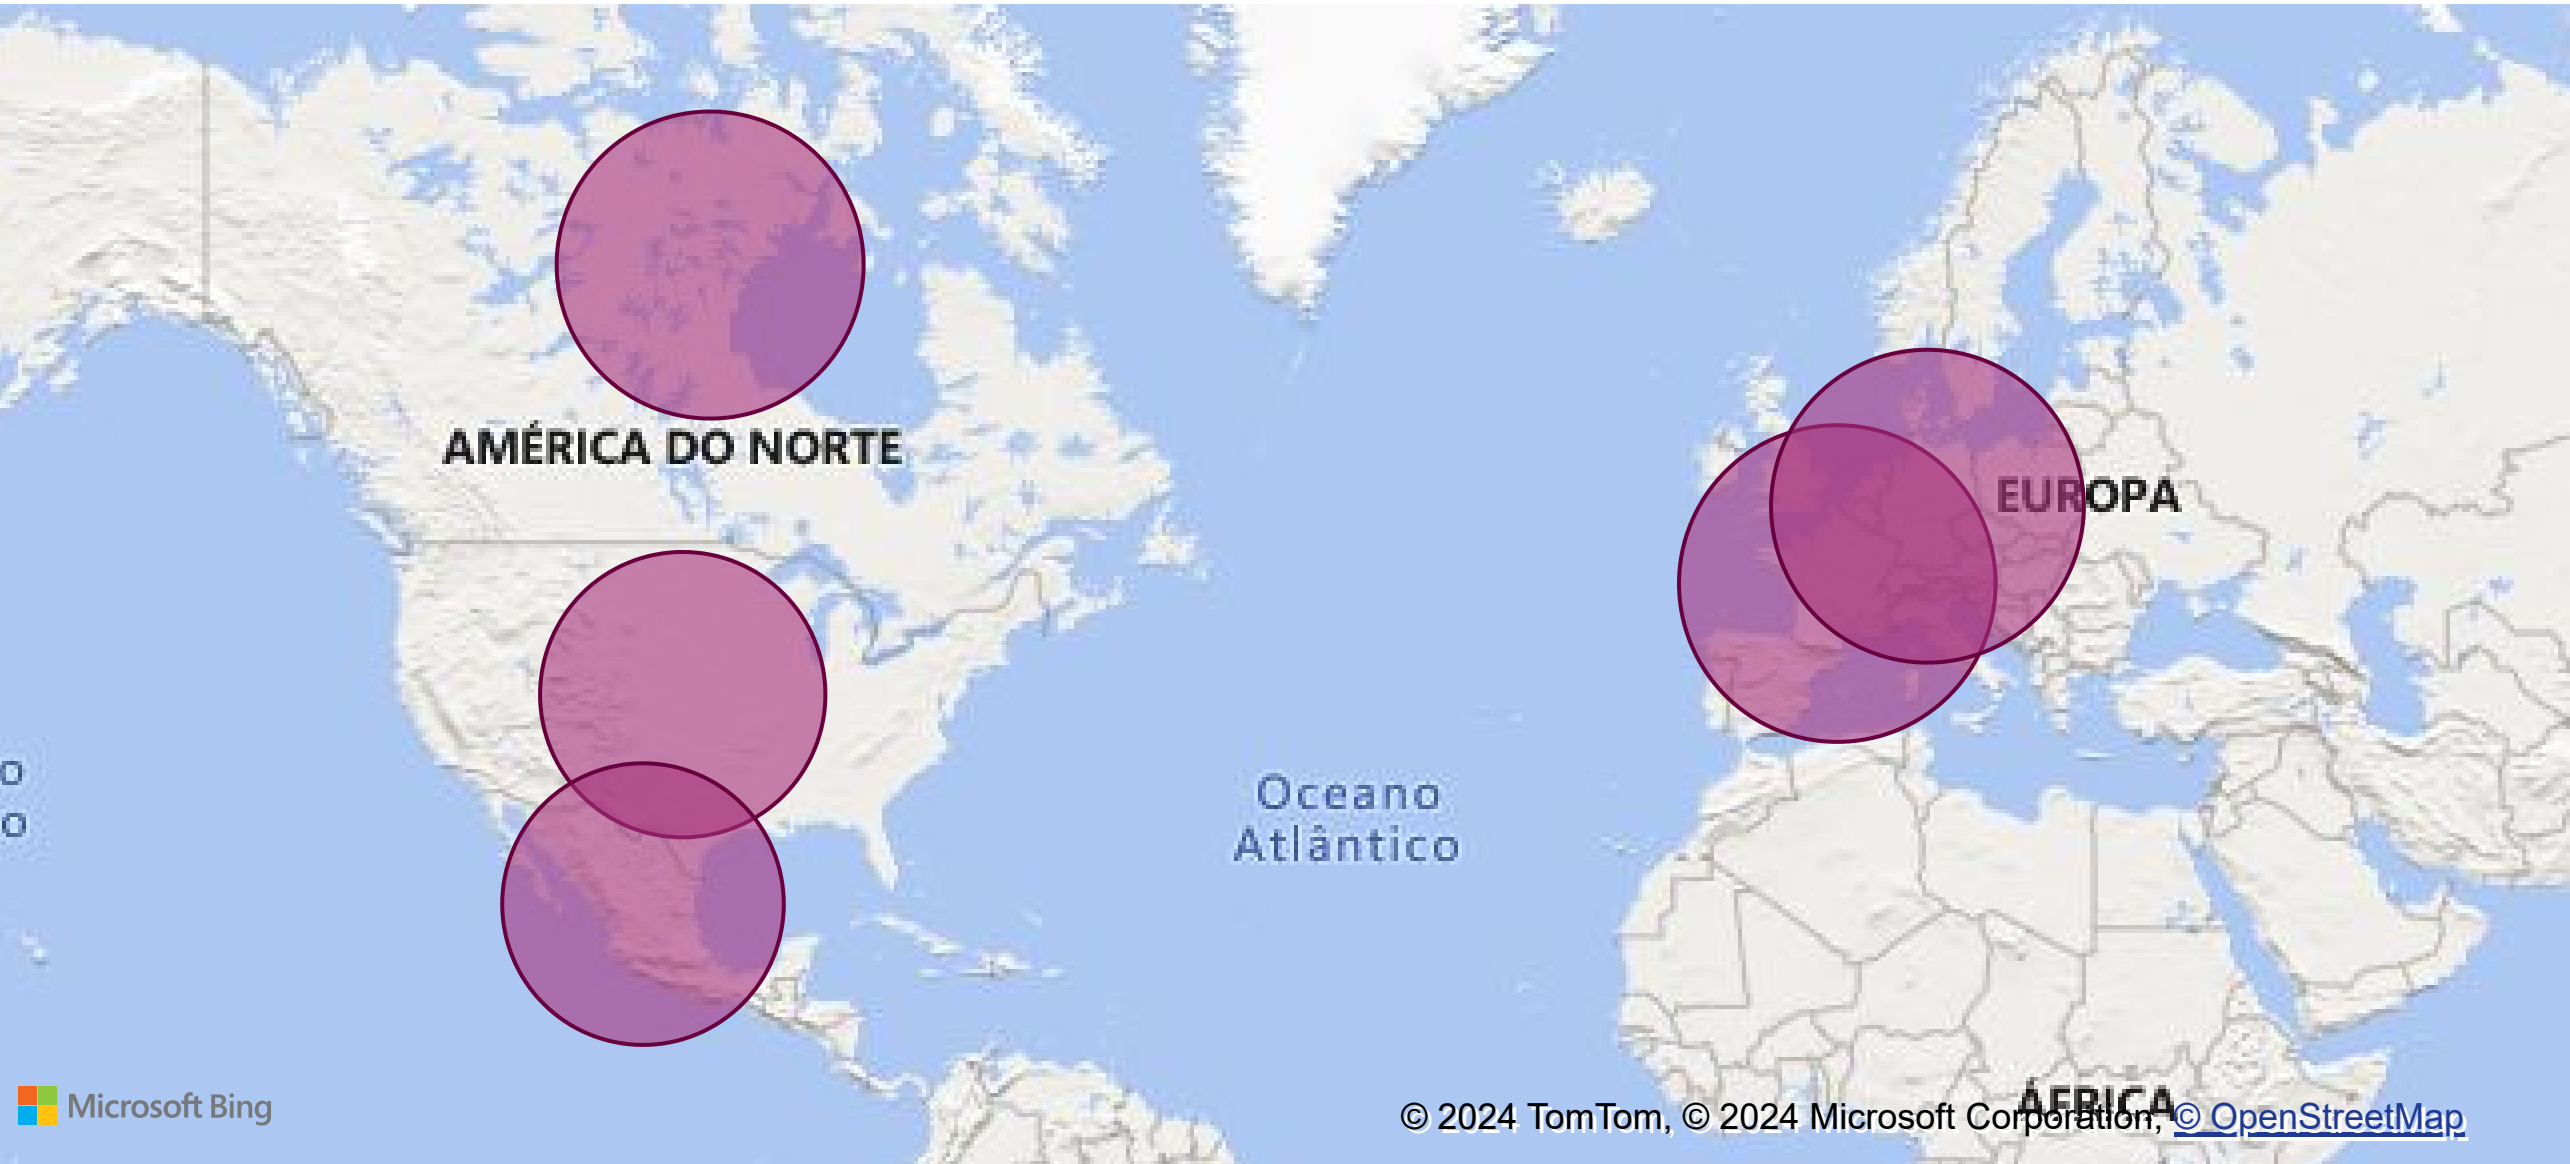 AMÉRICA DO NORTE
EUROPA
o
o
Oceano
Atlântico
ÁFRICA
Microsoft Bing
© 2024 TomTom, © 2024 Microsoft Corporation, © OpenStreetMap